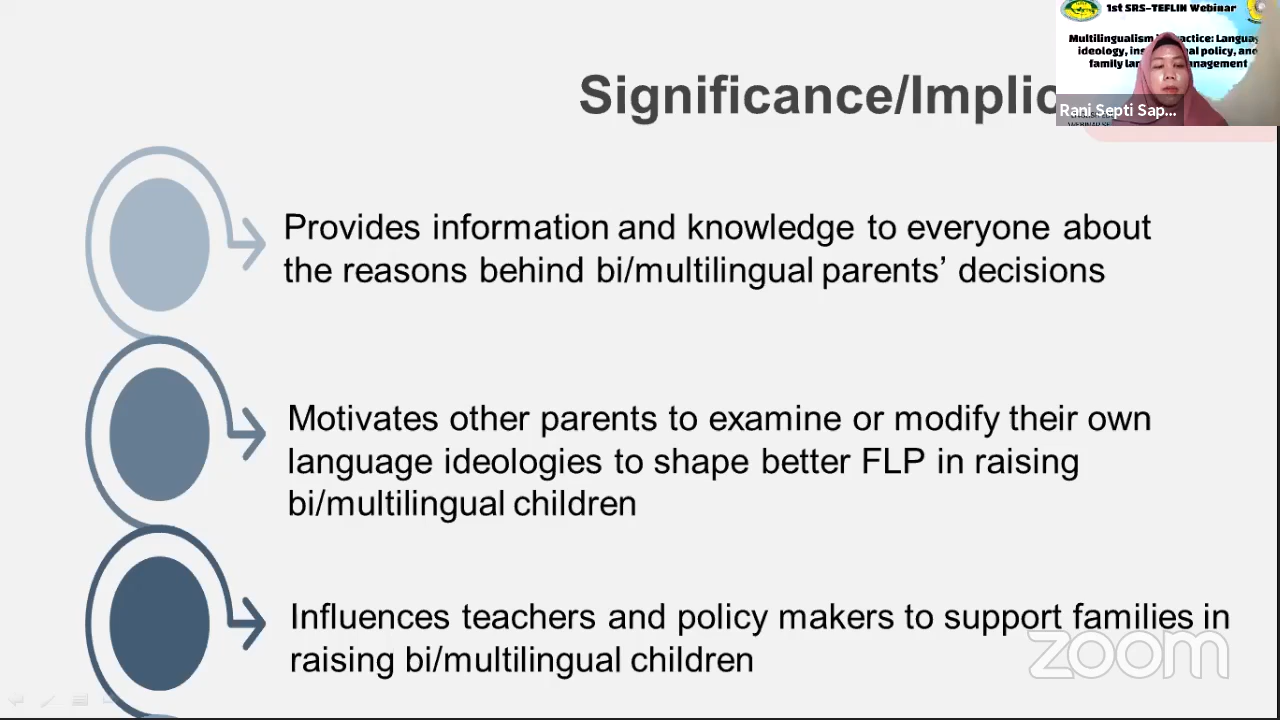 1st SRS-TEFLIN Webinar
Multilingualism
ideology,
family
Rani Septi Sap...
Significance/Implic
Provides information and knowledge to everyone about
the reasons behind bi/multilingual parents’ decisions
Motivates other parents to examine or modify their own
language ideologies to shape better FLP in raising
bi/multilingual children
Influences teachers and policy makers to support families in
raising bi/multilingual children
zoom